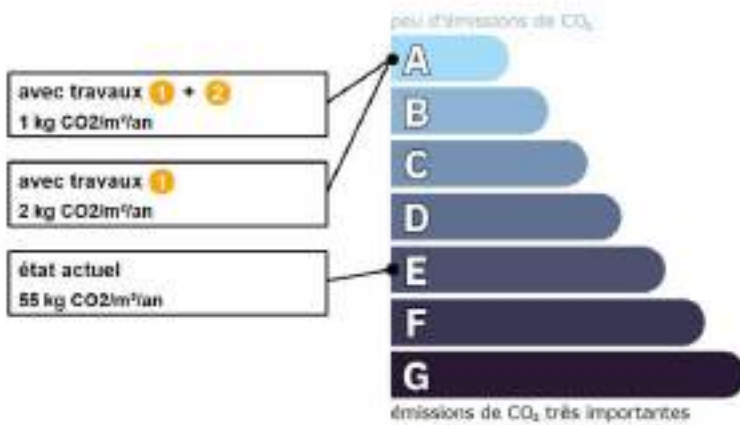 peu d'émissions de CO₂
A
avec travaux 1 + 2
1 kg CO2/m²/an
B
C
avec travaux 1
2 kg CO2/m²/an
D
état actuel
55 kg CO2/m²/an
E
F
G
émissions de CO₂ très importantes